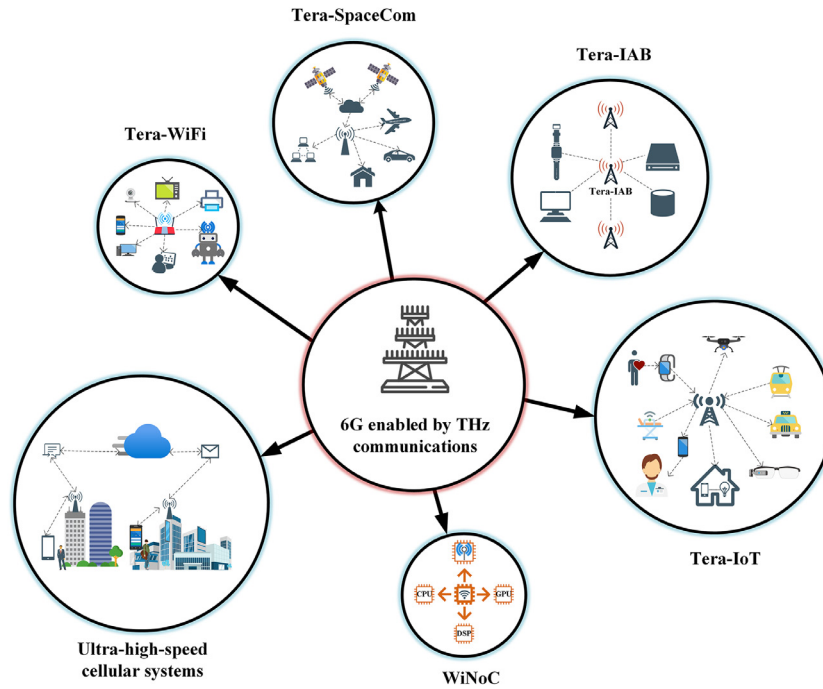 Tera-SpaceCom
Tera-IAB
Tera-WiFi
Tera-IAB
6G enabled by THz
communications
Tera-IoT
CPU
GPU
DSP
Ultra-high-speed
cellular systems
WiNoC